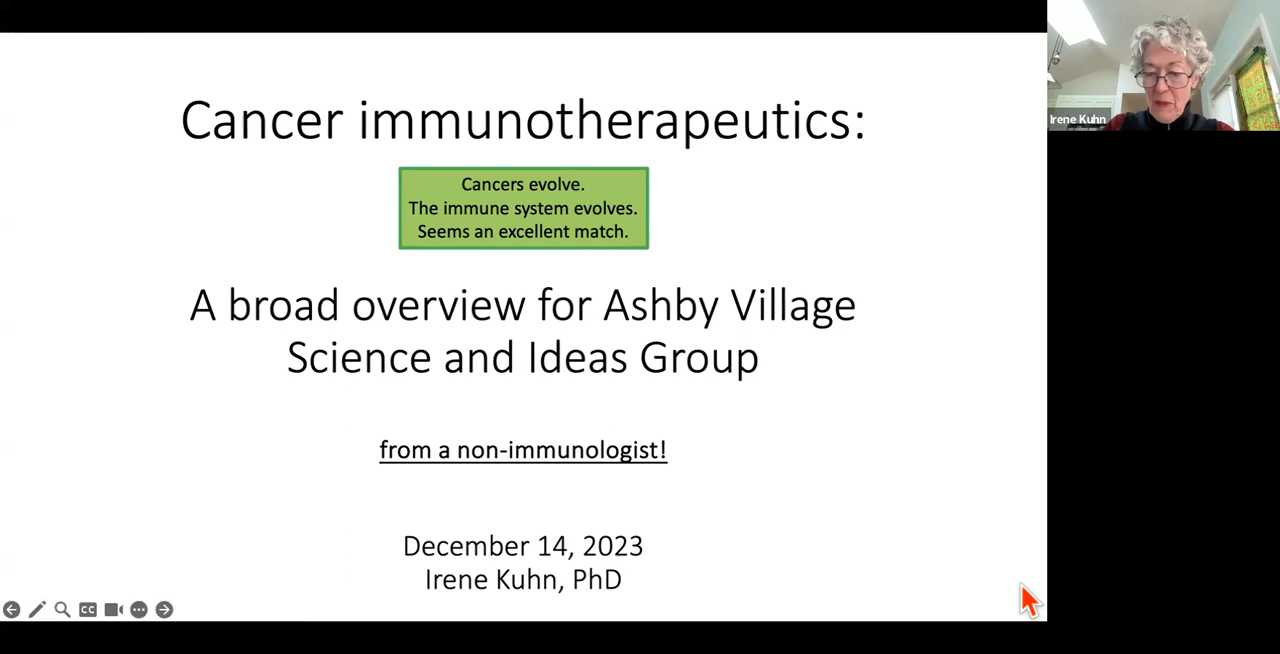 Cancer immunotherapeutics:
Cancers evolve.
The immune system evolves.
Seems an excellent match.
A broad overview for Ashby Village
Science and Ideas Group
from a non-immunologist!
December 14, 2023
Irene Kuhn, PhD
CC
Irene Kuhn